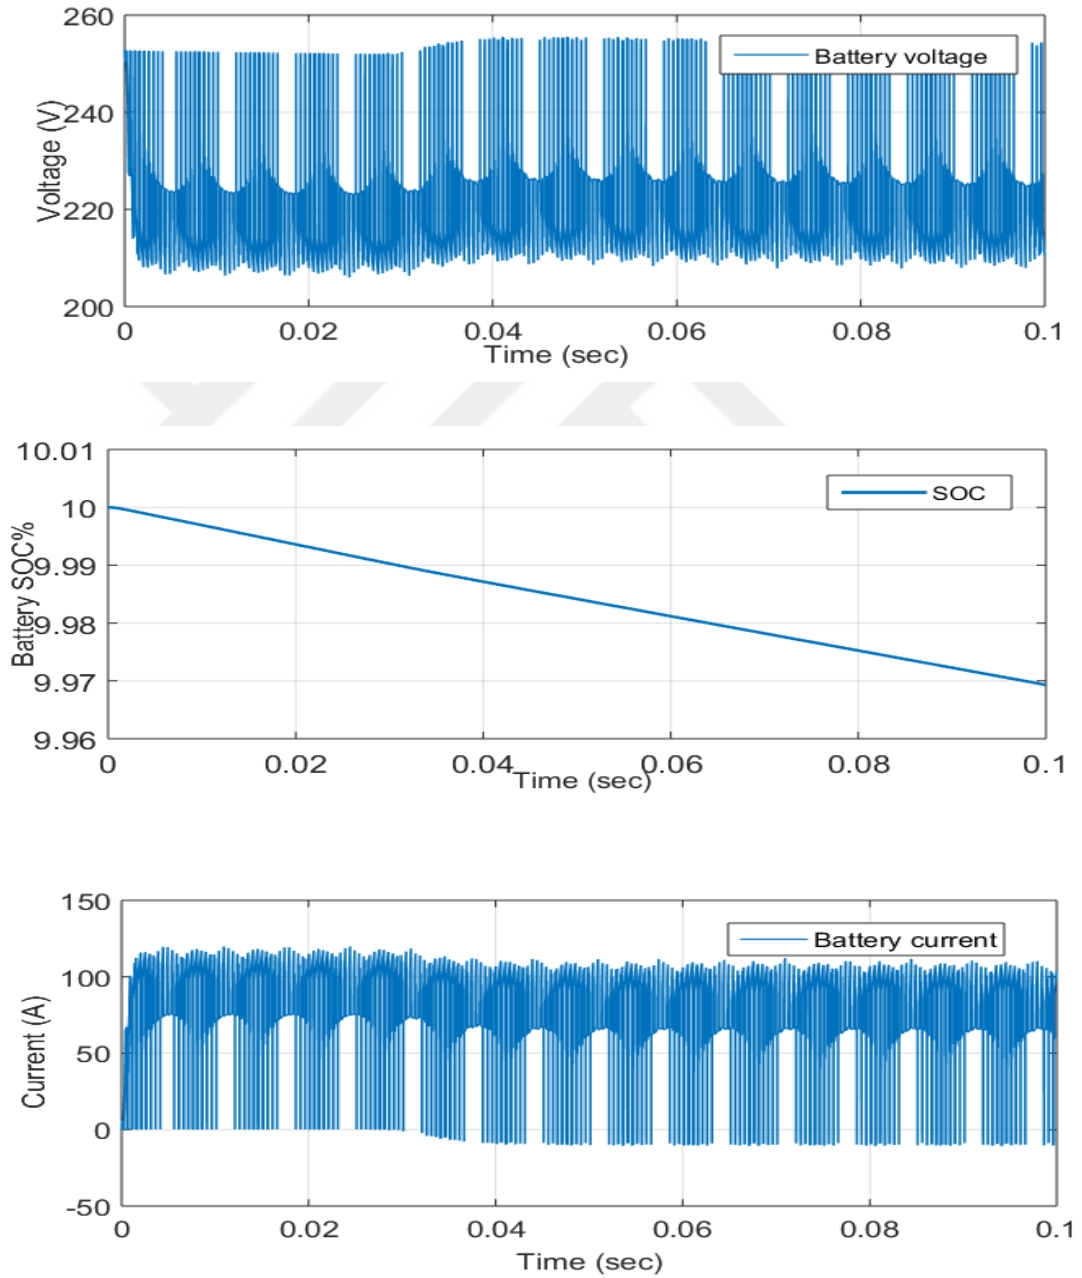 260
240
220
200
Voltage (V)
Battery voltage
0 0.02 0.04 0.06 0.08 0.1
Time (sec)
10.01
10
9.99
9.98
9.97
9.96
Battery SOC%
SOC
0 0.02 0.04 0.06 0.08 0.1
Time (sec)
150
100
50
0
-50
Current (A)
Battery current
0 0.02 0.04 0.06 0.08 0.1
Time (sec)